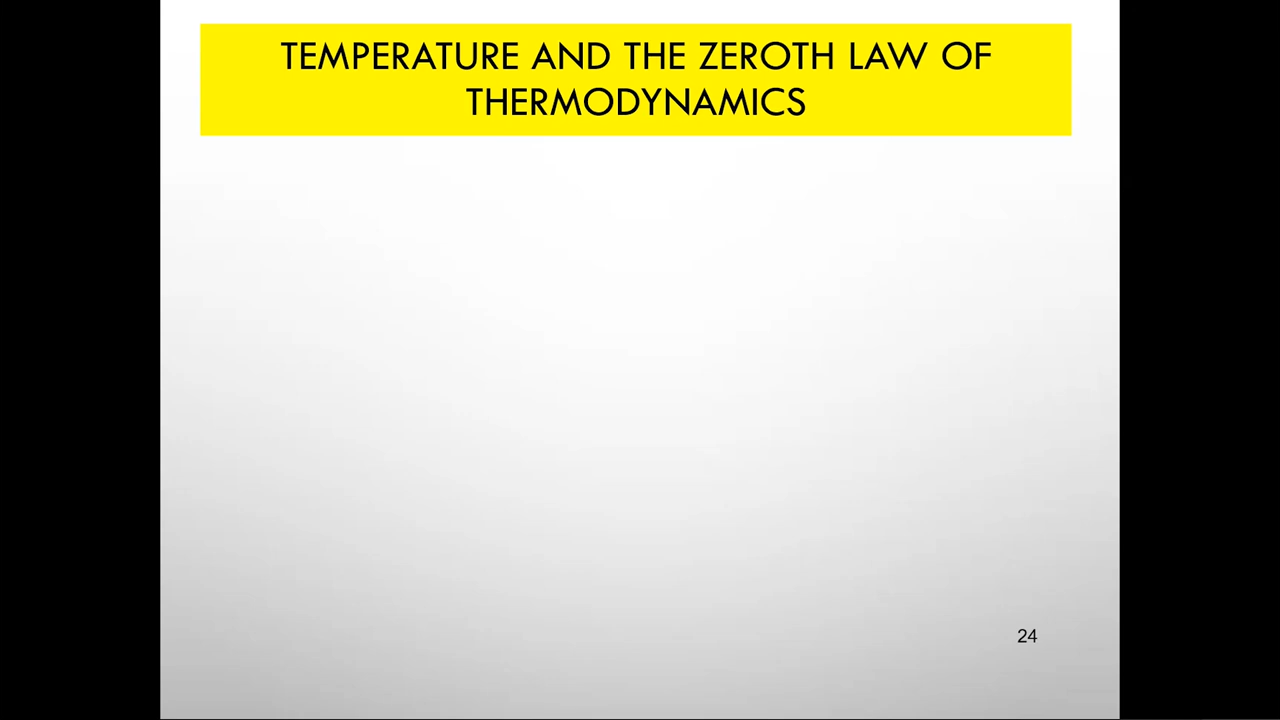 TEMPERATURE AND THE ZEROTH LAW OF
THERMODYNAMICS
24